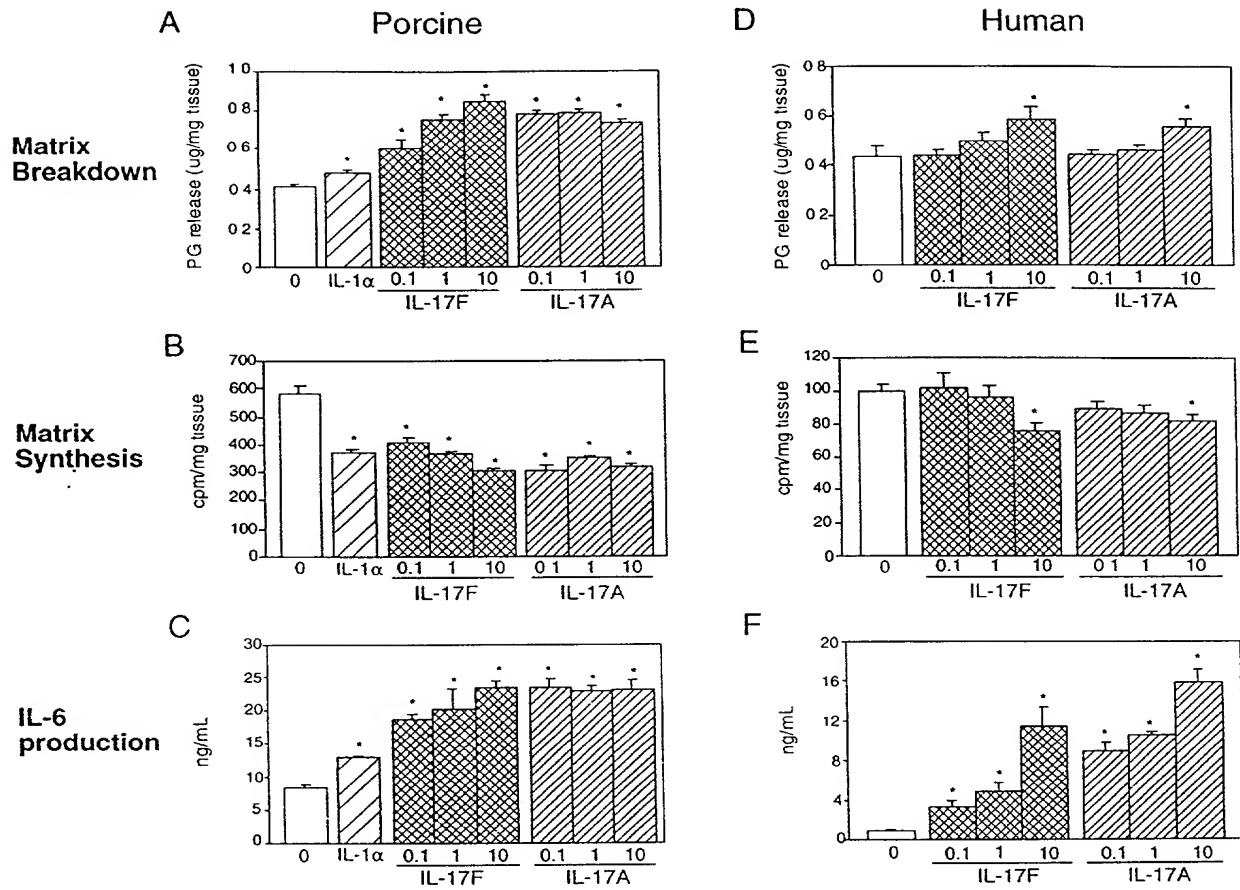 A Porcine
D Human
Matrix
Breakdown
PG release (ug/mg tissue)
1 0
0.8
0 6
0 4
0 2
0
0 IL-1α 0.1 1 10 0.1 1 10
IL-17F IL-17A
* * * * * * *
PG release (ug/mg tissue)
0 8
0.6
0.4
0 2
0
0 0.1 1 10 0.1 1 10
IL-17F IL-17A
* *
B
Matrix
Synthesis
cpm/mg tissue
700
600
500
400
300
200
100
0
0 IL-1α 0.1 1 10 0 1 1 10
IL-17F IL-17A
* * * * * * *
E
cpm/mg tissue
120
100
80
60
40
20
0
0 0.1 1 10 0 1 1 10
IL-17F IL-17A
* *
C
IL-6
production
ng/mL
30
25
20
15
10
5
0
0 IL-1α 0.1 1 10 0.1 1 10
IL-17F IL-17A
* * * * * * *
F
ng/mL
20
16
12
8
4
0
0 0.1 1 10 0.1 1 10
IL-17F IL-17A
* * * * * *